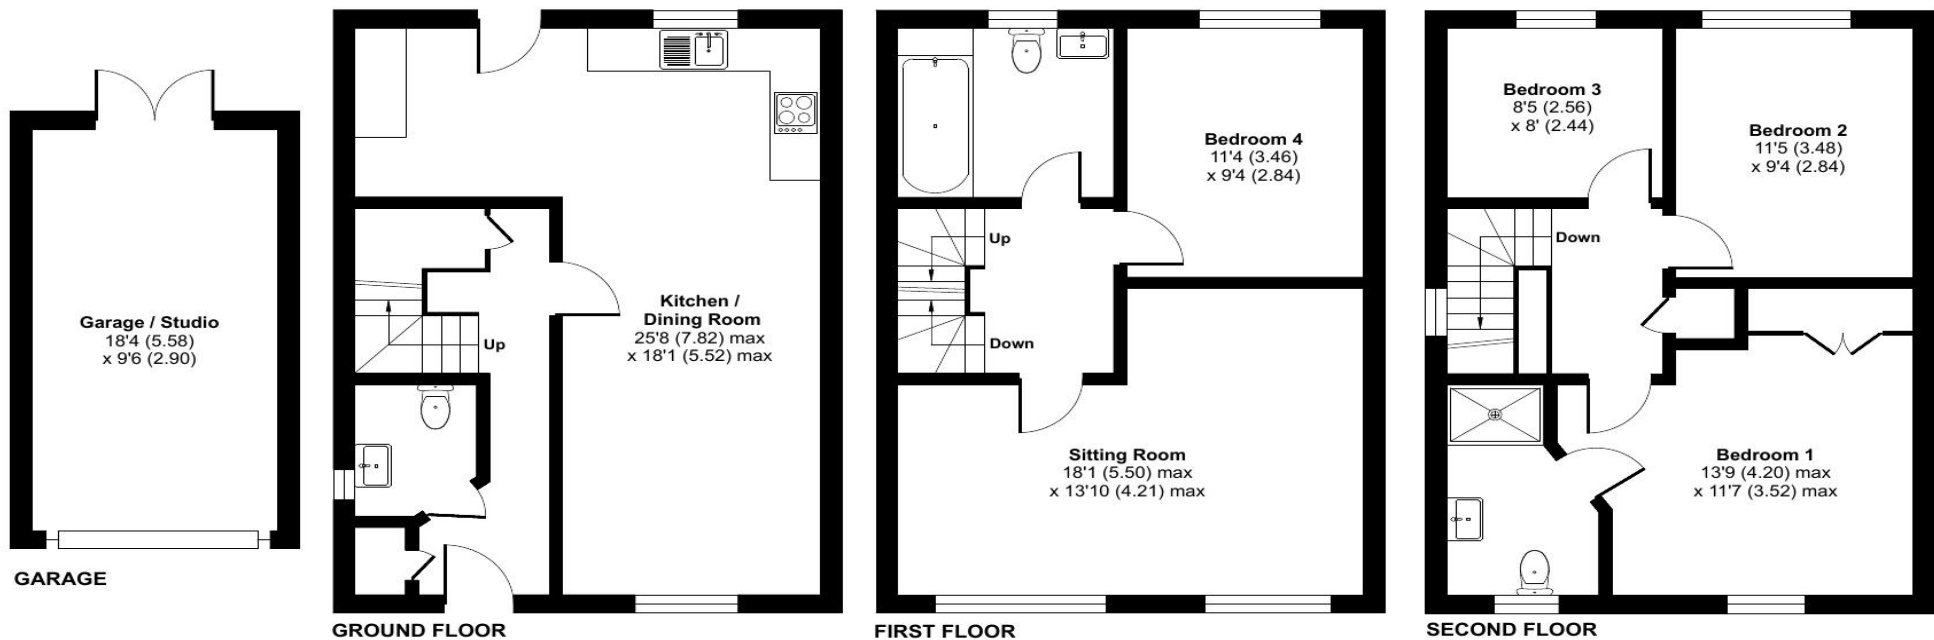 Garage / Studio
18'4 (5.58)
x 9'6 (2.90)
GARAGE
Kitchen /
Dining Room
25'8 (7.82) max
x 18'1 (5.52) max
Up
GROUND FLOOR
Bedroom 4
11'4 (3.46)
x 9'4 (2.84)
Up
Down
Sitting Room
18'1 (5.50) max
x 13'10 (4.21) max
FIRST FLOOR
Bedroom 3
8'5 (2.56)
x 8' (2.44)
Bedroom 2
11'5 (3.48)
x 9'4 (2.84)
Down
Bedroom 1
13'9 (4.20) max
x 11'7 (3.52) max
SECOND FLOOR